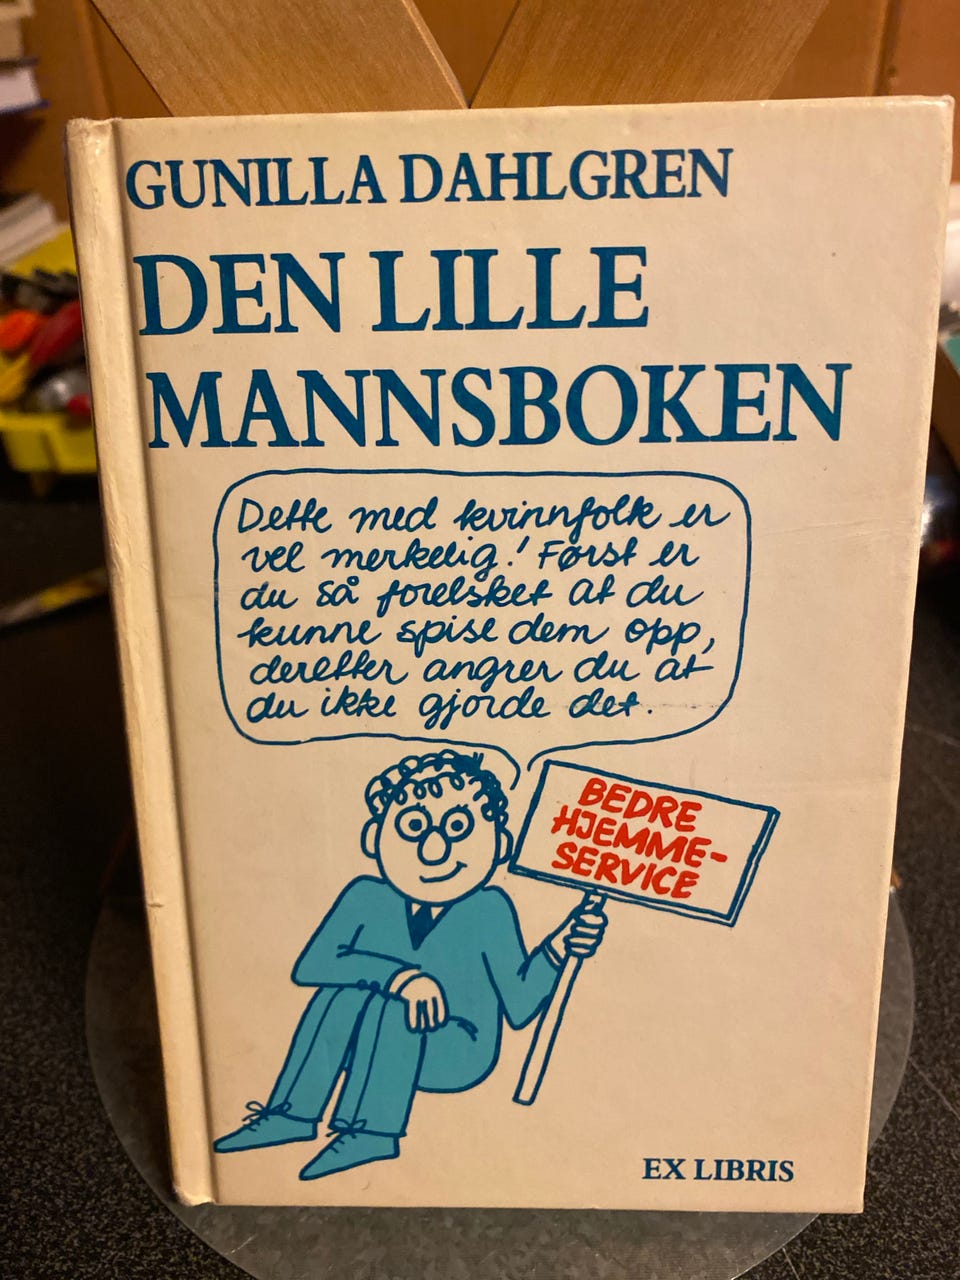 GUNILLA DAHLGREN
DEN LILLE
MANNSBOKEN
Dette med kvinnfolk er
vel merkelig! Først er
du så forelsket at du
kunne spise dem opp,
deretter angrer du at
du ikke gjorde det.
BEDRE
HJEMME-
SERVICE
EX LIBRIS